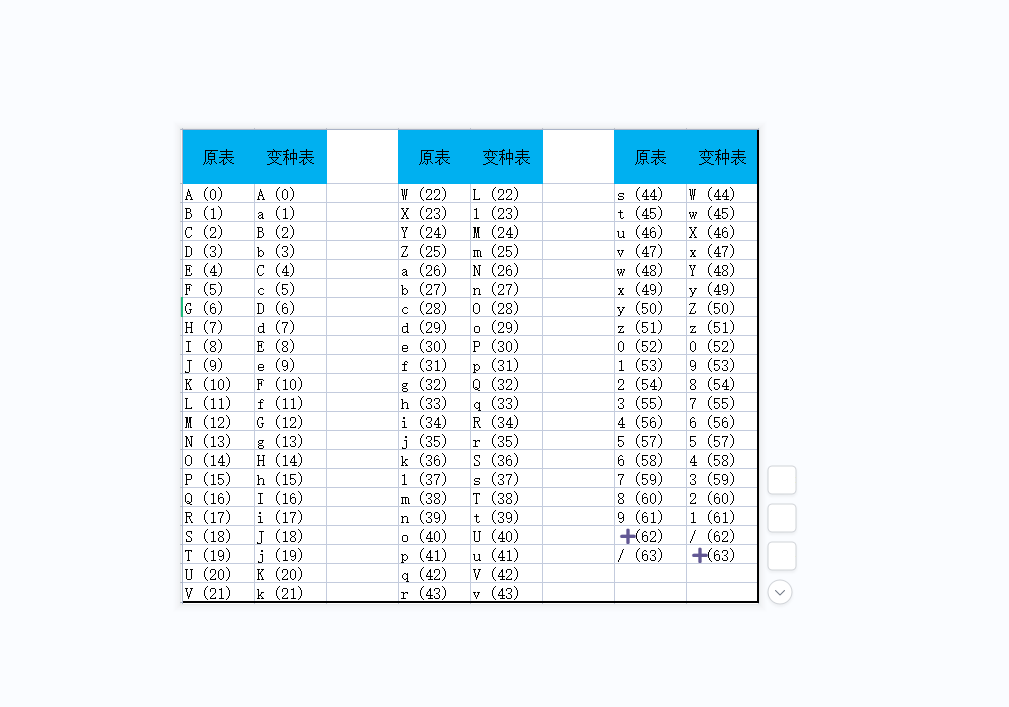 原表 变种表 原表 变种表 原表 变种表
A (0) A (0) W (22) L (22) s (44) W (44)
B (1) a (1) X (23) l (23) t (45) w (45)
C (2) B (2) Y (24) M (24) u (46) X (46)
D (3) b (3) Z (25) m (25) v (47) x (47)
E (4) C (4) a (26) N (26) w (48) Y (48)
F (5) c (5) b (27) n (27) x (49) y (49)
G (6) D (6) c (28) O (28) y (50) Z (50)
H (7) d (7) d (29) o (29) z (51) z (51)
I (8) E (8) e (30) P (30) 0 (52) 0 (52)
J (9) e (9) f (31) p (31) 1 (53) 9 (53)
K (10) F (10) g (32) Q (32) 2 (54) 8 (54)
L (11) f (11) h (33) q (33) 3 (55) 7 (55)
M (12) G (12) i (34) R (34) 4 (56) 6 (56)
N (13) g (13) j (35) r (35) 5 (57) 5 (57)
O (14) H (14) k (36) S (36) 6 (58) 4 (58)
P (15) h (15) l (37) s (37) 7 (59) 3 (59)
Q (16) I (16) m (38) T (38) 8 (60) 2 (60)
R (17) i (17) n (39) t (39) 9 (61) 1 (61)
S (18) J (18) o (40) U (40) +(62) / (62)
T (19) j (19) p (41) u (41) / (63) +(63)
U (20) K (20) q (42) V (42)
V (21) k (21) r (43) v (43)